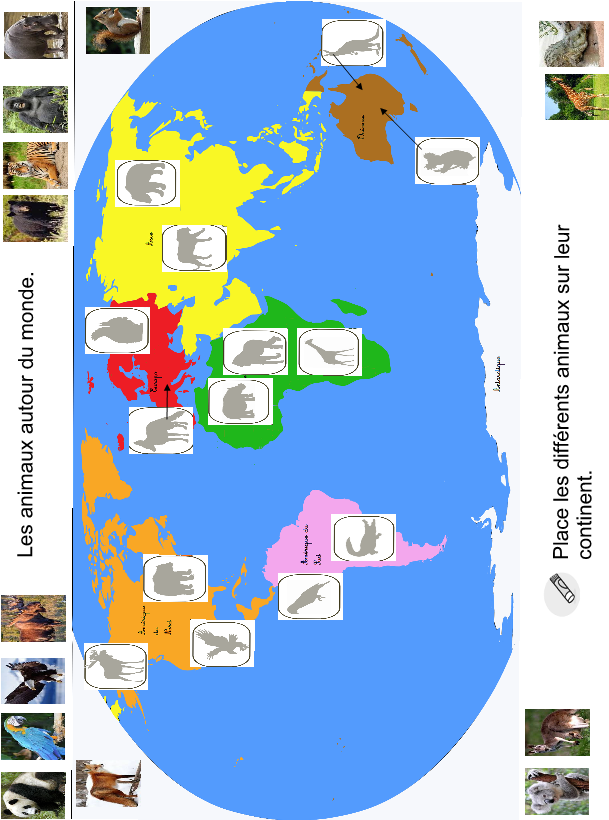 Les animaux autour du monde.
Amérique
du
Nord
Europe
Asie
Amérique du
Sud
Océanie
Antarctique
Place les différents animaux sur leur
continent.